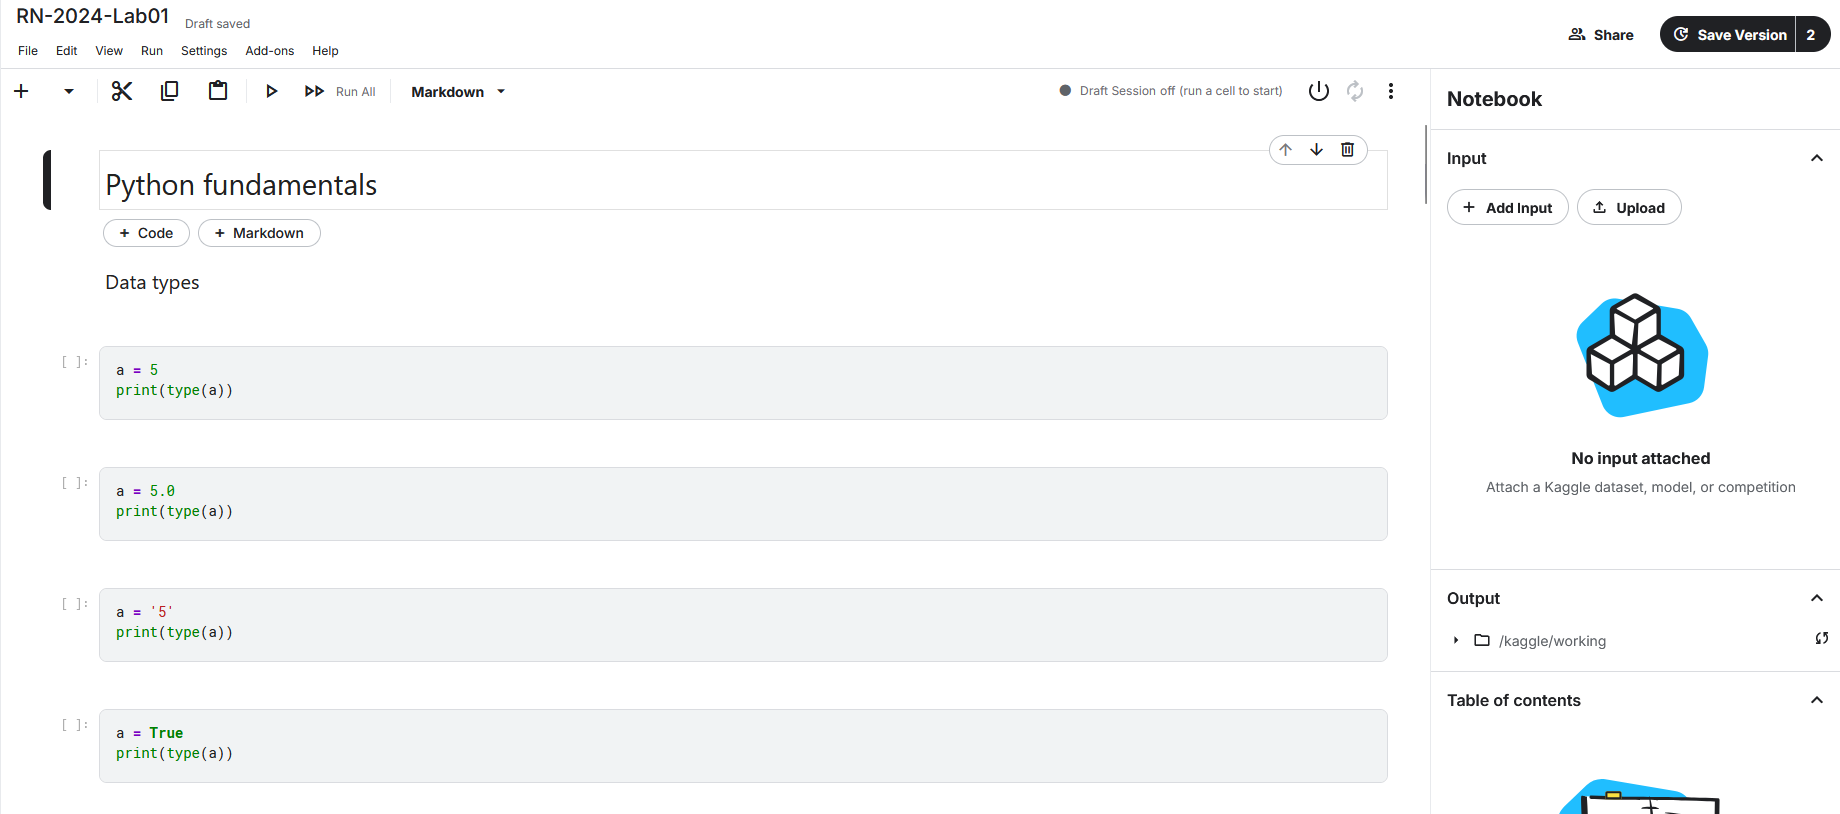 RN-2024-Lab01
Draft saved
File Edit View Run Settings Add-ons Help
Share
Save Version 2
Run All
Markdown
Draft Session off (run a cell to start)
Python fundamentals
+ Code
+ Markdown
Data types
[ ]:
a = 5
print(type(a))
[ ]:
a = 5.0
print(type(a))
[ ]:
a = '5'
print(type(a))
[ ]:
a = True
print(type(a))
Notebook
Input
+ Add Input
Upload
No input attached
Attach a Kaggle dataset, model, or competition
Output
/kaggle/working
Table of contents